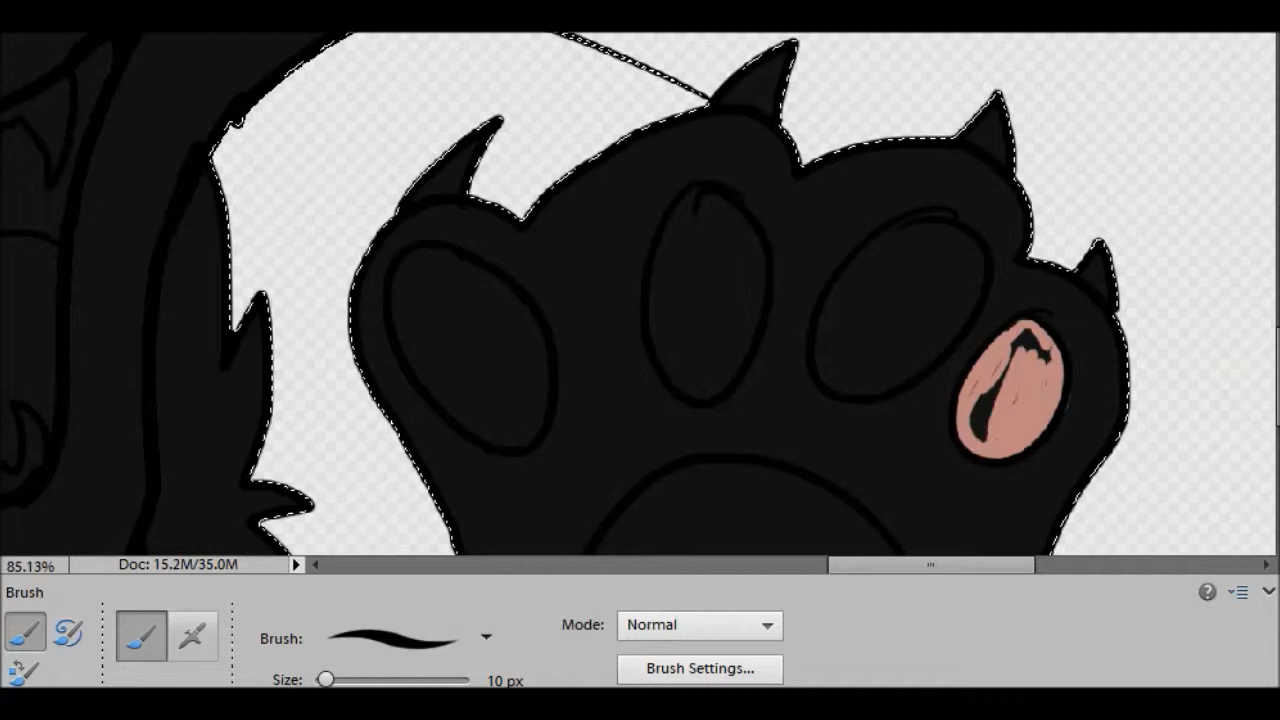 85.13%
Doc: 15.2M/35.0M
Brush
Brush:
Size:
10 px
Mode:
Normal
Brush Settings...